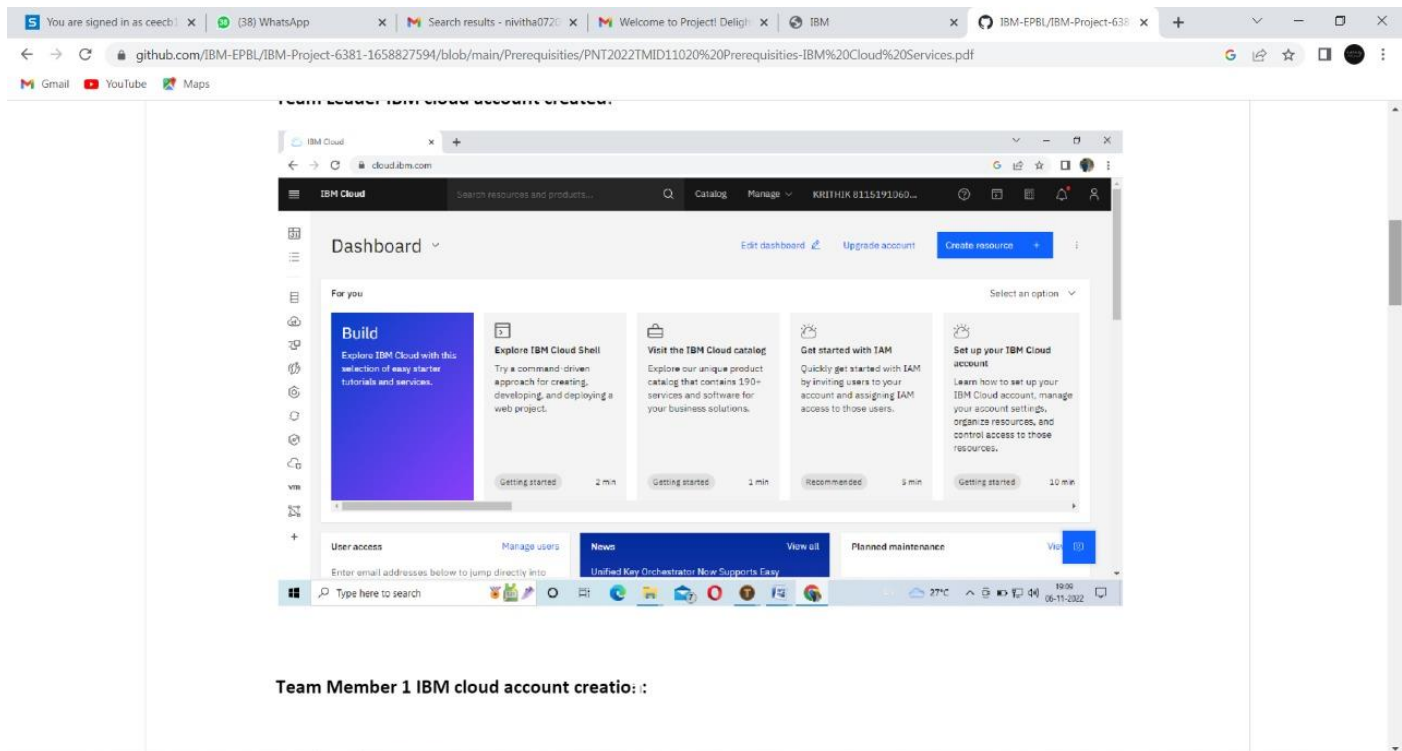 You are signed in as ceecb1
(38) WhatsApp
Search results - nivitha0720
Welcome to Project! Deligh
IBM
IBM-EPBL/IBM-Project-638
github.com/IBM-EPBL/IBM-Project-6381-1658827594/blob/main/Prerequisities/PNT2022TMID11020%20Prerequisities-IBM%20Cloud%20Services.pdf
Gmail
YouTube
Maps
Team Leader IBM cloud account created:
IBM Cloud
cloud.ibm.com
IBM Cloud
Search resources and products...
Catalog
Manage
KRITHIK 8115191060...
Dashboard
Edit dashboard
Upgrade account
Create resource +
For you
Select an option
Build
Explore IBM Cloud with this
selection of easy starter
tutorials and services.
Explore IBM Cloud Shell
Try a command-driven
approach for creating,
developing, and deploying a
web project.
Getting started
2 min
Visit the IBM Cloud catalog
Explore our unique product
catalog that contains 190+
services and software for
your business solutions.
Getting started
1 min
Get started with IAM
Quickly get started with IAM
by inviting users to your
account and assigning IAM
access to those users.
Recommended
5 min
Set up your IBM Cloud
account
Learn how to set up your
IBM Cloud account, manage
your account settings,
organize resources, and
control access to those
resources.
Getting started
10 min
VM
User access
Manage users
Enter email addresses below to jump directly into
News
View all
Unified Key Orchestrator Now Supports Easy
Planned maintenance
Type here to search
27°C
19:09
06-11-2022
Team Member 1 IBM cloud account creatio